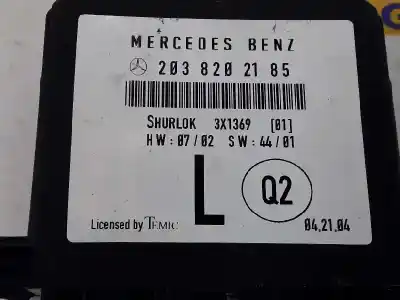 MERCEDES BENZ
203 820 21 85
SHURLOK 3X1369 [01]
HW: 07/02 SW: 44/01
L Q2
Licensed by TEMIC 04.21.04